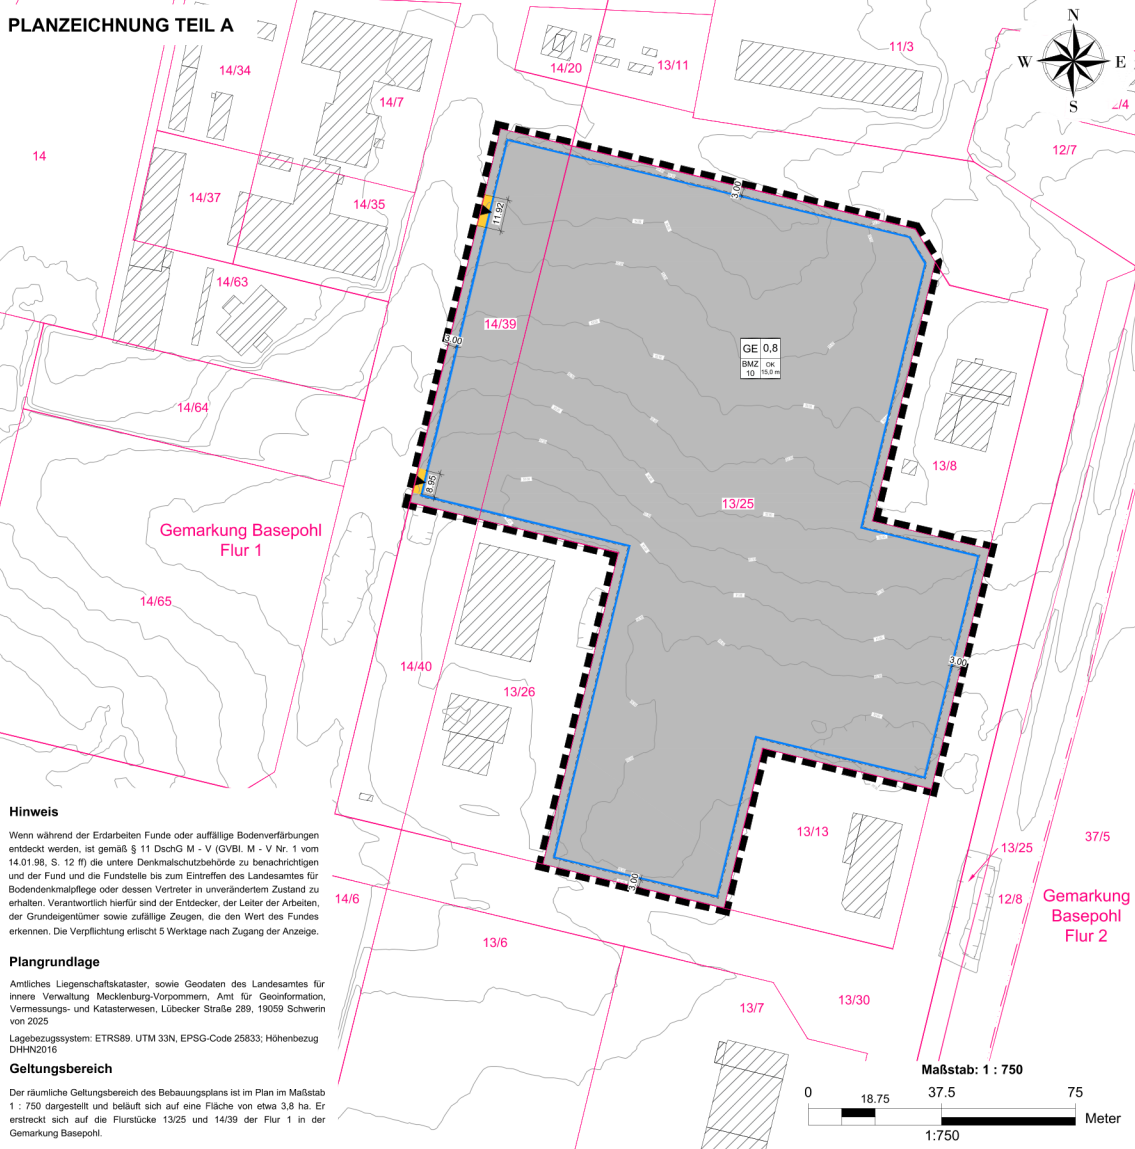 PLANZEICHNUNG TEIL A
N
W
E
S
11/3
14/34
14/20
13/11
14/7
12/7
14
14/37
14/35
3.00
11.92
14/63
14/39
3.00
GE 0,8
BMZ OK
10 15,0 m
14/64
13/8
8.95
13/25
Gemarkung Basepohl
Flur 1
14/65
14/40
13/26
3.00
13/13
37/5
13/25
12/8
Gemarkung
Basepohl
Flur 2
3.00
14/6
13/6
13/7
13/30
Hinweis
Wenn während der Erdarbeiten Funde oder auffällige Bodenverfärbungen
entdeckt werden, ist gemäß § 11 DschG M - V (GVBl. M - V Nr. 1 vom
14.01.98, S. 12 ff) die untere Denkmalschutzbehörde zu benachrichtigen
und der Fund und die Fundstelle bis zum Eintreffen des Landesamtes für
Bodendenkmalpflege oder dessen Vertreter in unverändertem Zustand zu
erhalten. Verantwortlich hierfür sind der Entdecker, der Leiter der Arbeiten,
der Grundeigentümer sowie zufällige Zeugen, die den Wert des Fundes
erkennen. Die Verpflichtung erlischt 5 Werktage nach Zugang der Anzeige.
Plangrundlage
Amtliches Liegenschaftskataster, sowie Geodaten des Landesamtes für
innere Verwaltung Mecklenburg-Vorpommern, Amt für Geoinformation,
Vermessungs- und Katasterwesen, Lübecker Straße 289, 19059 Schwerin
von 2025
Lagebezugssystem: ETRS89. UTM 33N, EPSG-Code 25833; Höhenbezug
DHHN2016
Geltungsbereich
Der räumliche Geltungsbereich des Bebauungsplans ist im Plan im Maßstab
1 : 750 dargestellt und beläuft sich auf eine Fläche von etwa 3,8 ha. Er
erstreckt sich auf die Flurstücke 13/25 und 14/39 der Flur 1 in der
Gemarkung Basepohl.
Maßstab: 1 : 750
0 18.75 37.5 75
Meter
1:750